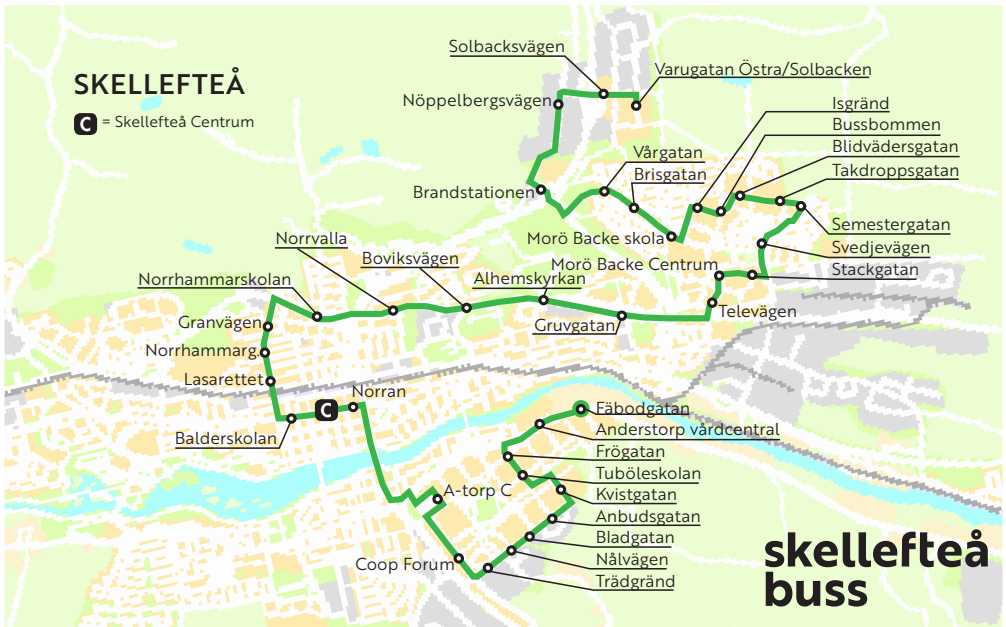 Solbacksvägen
Varugatan Östra/Solbacken
SKELLEFTEÅ
Nöppelbergsvägen
Isgränd
C = Skellefteå Centrum
Bussbommen
Blidvädersgatan
Vårgatan
Takdroppsgatan
Brisgatan
Brandstationen
Semestergatan
Morö Backe skola
Norrvalla
Svedjevägen
Boviksvägen
Morö Backe Centrum
Stackgatan
Norrhammarskolan
Alhemskyrkan
Televägen
Granvägen
Gruvgatan
Norrhammarg.
Lasarettet
Norran
C
Fäbodgatan
Balderskolan
Anderstorp vårdcentral
Frögatan
Tuböleskolan
A-torp C
Kvistgatan
Anbudsgatan
Bladgatan
Coop Forum
Nålvägen
Trädgränd
skellefteå
buss